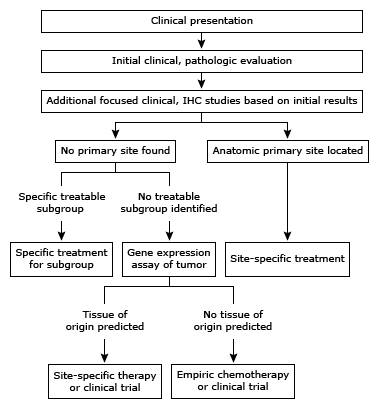 Clinical presentation
Initial clinical, pathologic evaluation
Additional focused clinical, IHC studies based on initial results
No primary site found
Anatomic primary site located
Specific treatable
subgroup
No treatable
subgroup identified
Specific treatment
for subgroup
Gene expression
assay of tumor
Site-specific treatment
Tissue of
origin predicted
No tissue of
origin predicted
Site-specific therapy
or clinical trial
Empiric chemotherapy
or clinical trial